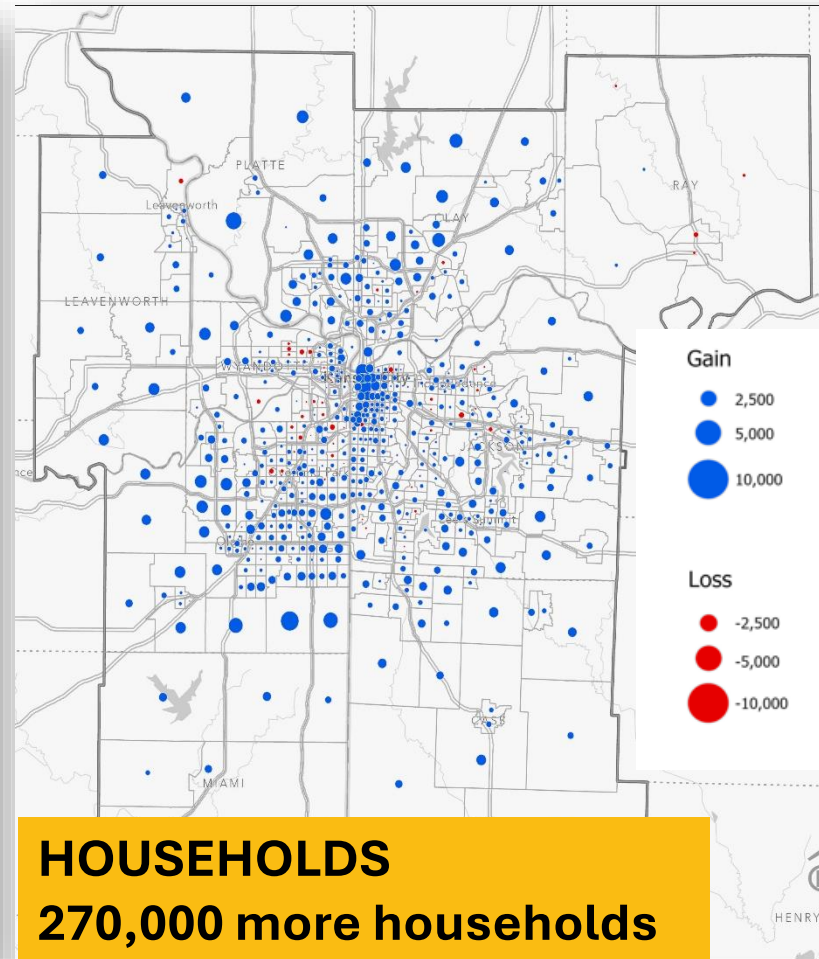 PLATTE
RAY
Leavenworth
CLAY
LEAVENWORTH
Gain
2,500
5,000
10,000
JACKSON
Loss
-2,500
-5,000
-10,000
CASS
MIAMI
HOUSEHOLDS
270,000 more households
HENRY